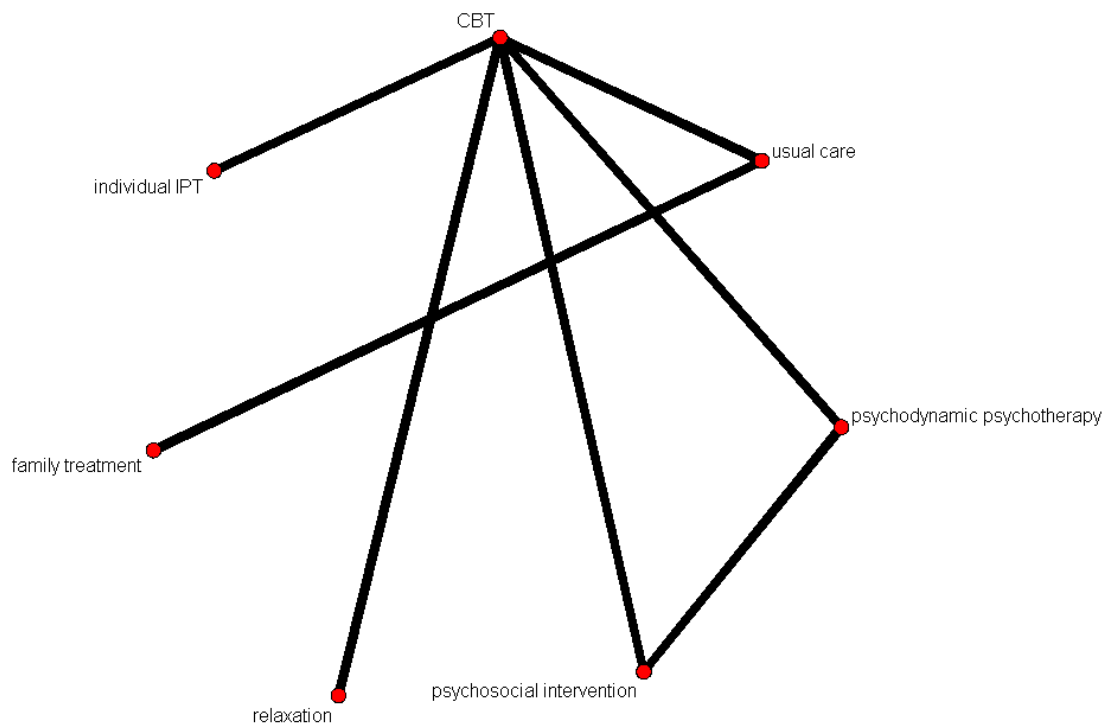 CBT
usual care
individual IPT
psychodynamic psychotherapy
family treatment
psychosocial intervention
relaxation